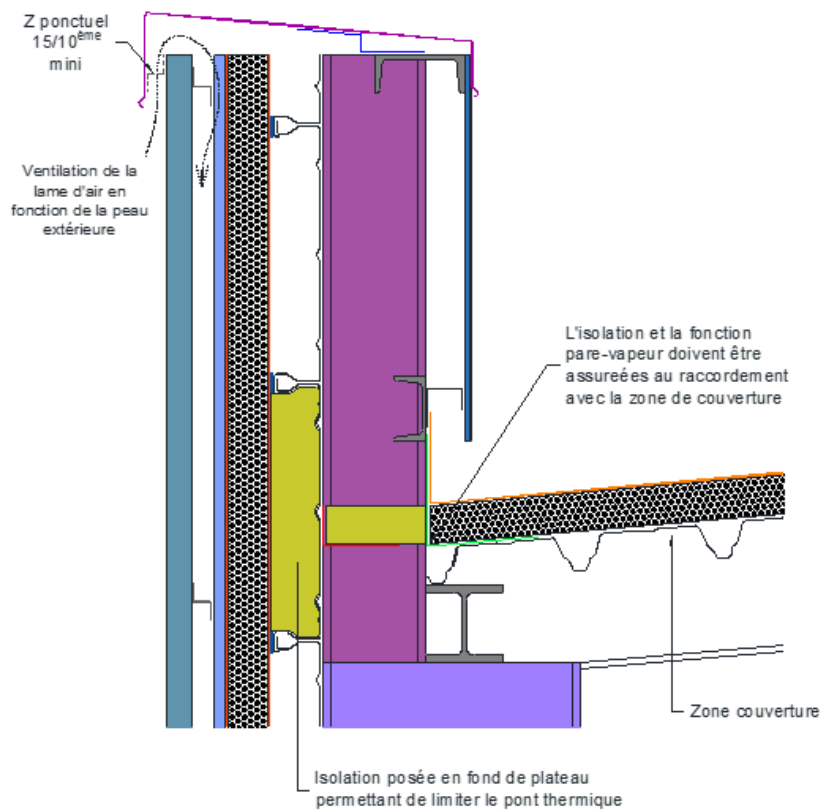 Z ponctuel
15/10ème
mini
Ventilation de la
lame d'air en
fonction de la peau
extérieure
L'isolation et la fonction
pare-vapeur doivent être
assureées au raccordement
avec la zone de couverture
Zone couverture
Isolation posée en fond de plateau
permettant de limiter le pont thermique